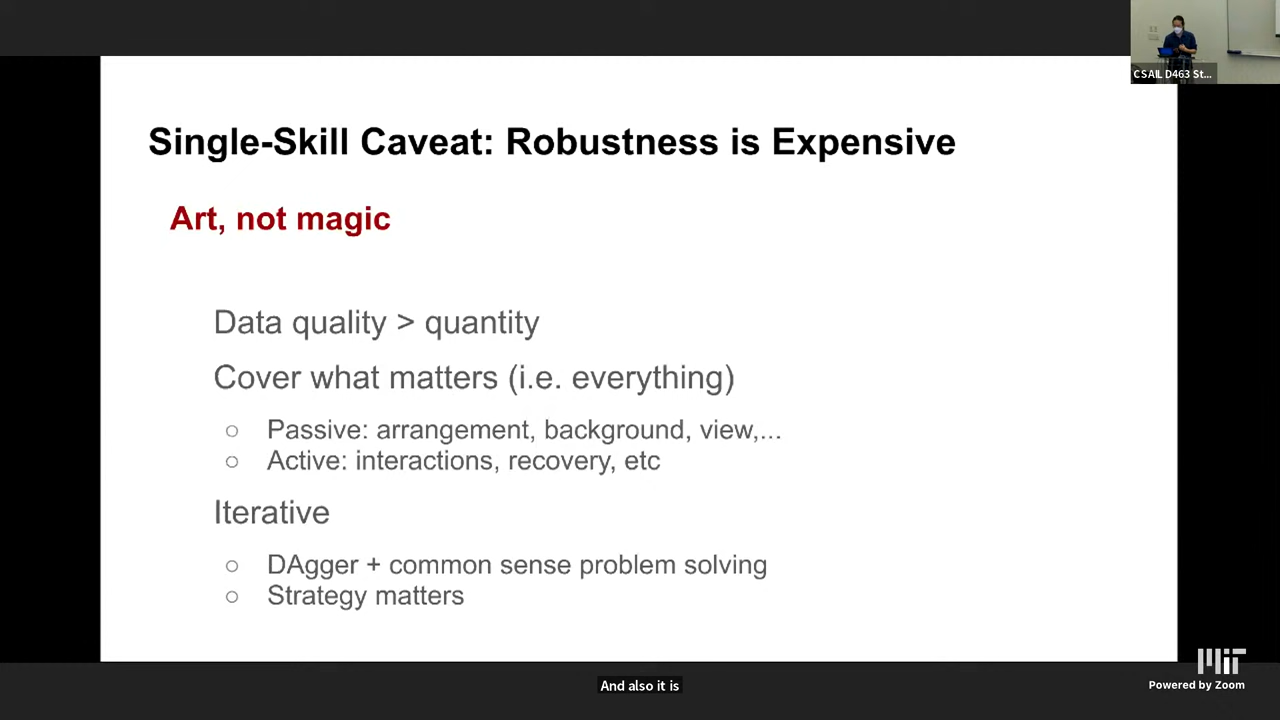 CSAIL D463 St...
Single-Skill Caveat: Robustness is Expensive
Art, not magic
Data quality > quantity
Cover what matters (i.e. everything)
○ Passive: arrangement, background, view,...
○ Active: interactions, recovery, etc
Iterative
○ DAgger + common sense problem solving
○ Strategy matters
And also it is
MIT
Powered by Zoom